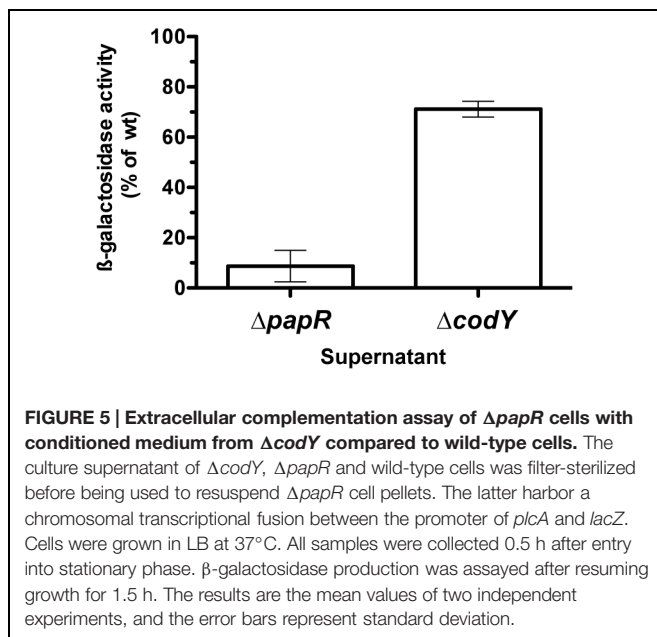 100
80
60
40
20
0
ß-galactosidase activity
(% of wt)
ΔpapR
ΔcodY
Supernatant
FIGURE 5 | Extracellular complementation assay of ΔpapR cells with
conditioned medium from ΔcodY compared to wild-type cells. The
culture supernatant of ΔcodY, ΔpapR and wild-type cells was filter-sterilized
before being used to resuspend ΔpapR cell pellets. The latter harbor a
chromosomal transcriptional fusion between the promoter of plcA and lacZ.
Cells were grown in LB at 37°C. All samples were collected 0.5 h after entry
into stationary phase. β-galactosidase production was assayed after resuming
growth for 1.5 h. The results are the mean values of two independent
experiments, and the error bars represent standard deviation.